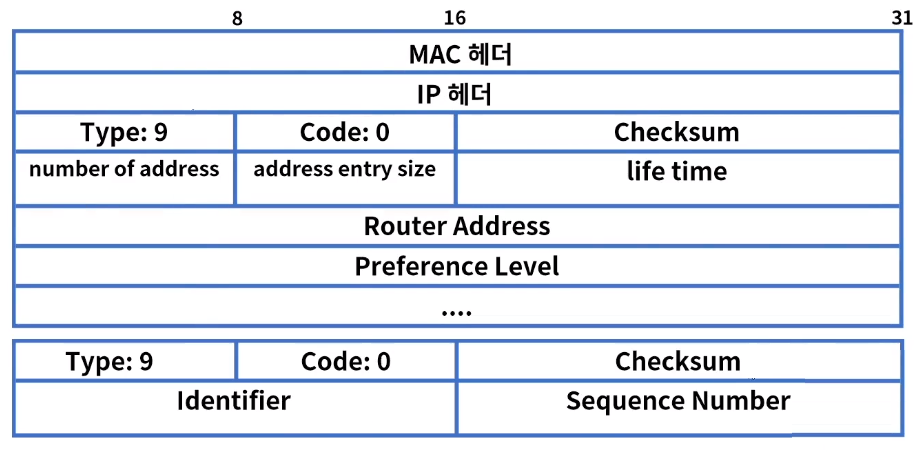 8 16 31
MAC 헤더
IP 헤더
Type: 9 Code: 0 Checksum
number of address address entry size life time
Router Address
Preference Level
....
Type: 9 Code: 0 Checksum
Identifier Sequence Number